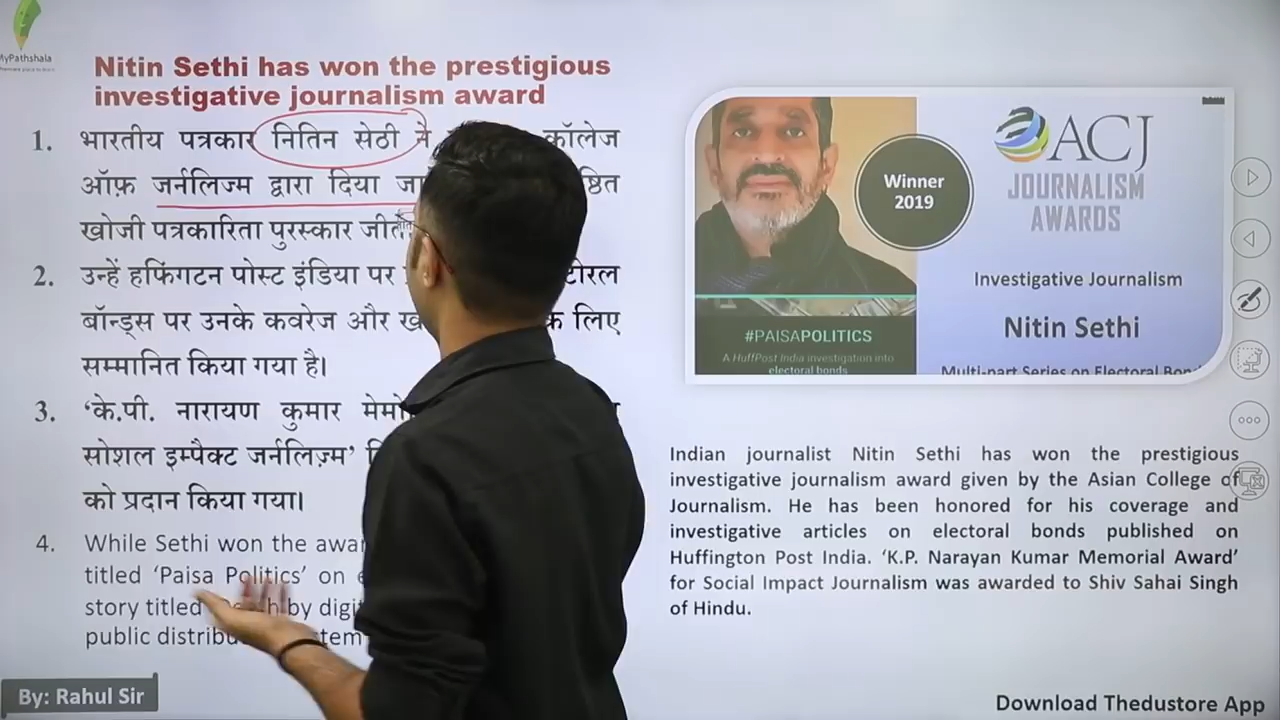 MyPathshala
Nitin Sethi has won the prestigious
investigative journalism award
1. भारतीय पत्रकार नितिन सेठी ने कॉलेज
ऑफ़ जर्नलिज्म द्वारा दिया
खोजी पत्रकारिता पुरस्कार
2. उन्हें हफिंगटन पोस्ट इंडिया पर
बॉन्ड्स पर उनके कवरेज और के लिए
सम्मानित किया गया है।
3. ‘के.पी. नारायण कुमार
सोशल इम्पैक्ट जर्नलिज़्म’
को प्रदान किया गया।
4. While Sethi won the
titled ‘Paisa Politics’ on
story titled by
public
By: Rahul Sir
Winner
2019
ACJ
JOURNALISM
AWARDS
Investigative Journalism
Nitin Sethi
Multi-part Series on Electoral
#PAISAPOLITICS
A HuffPost India investigation into
electoral bonds
Indian journalist Nitin Sethi has won the prestigious
investigative journalism award given by the Asian College of
Journalism. He has been honored for his coverage and
investigative articles on electoral bonds published on
Huffington Post India. ‘K.P. Narayan Kumar Memorial Award’
for Social Impact Journalism was awarded to Shiv Sahai Singh
of Hindu.
Download Thedustore App